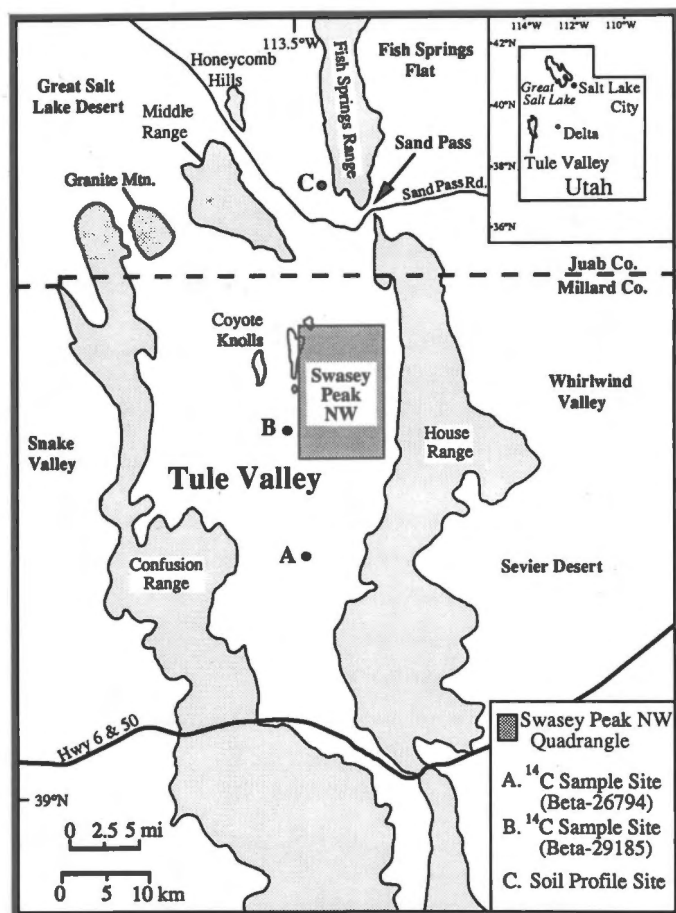 113.5°W
Honeycomb
Hills
Fish Springs Range
Fish Springs
Flat
Great Salt
Lake Desert
Middle
Range
Granite Mtn.
Sand Pass
C
Sand Pass Rd.
114°W
112°W
110°W
42°N
40°N
38°N
36°N
Great
Salt Lake
Salt Lake
City
Delta
Tule Valley
Utah
Juab Co.
Millard Co.
Coyote
Knolls
Swasey
Peak
NW
Whirlwind
Valley
B
House
Range
Snake
Valley
Tule Valley
A
Confusion
Range
Sevier Desert
Hwy 6 & 50
39°N
0 2.5 5 mi
0 5 10 km
Swasey Peak NW
Quadrangle
A. ¹⁴C Sample Site
(Beta-26794)
B. ¹⁴C Sample Site
(Beta-29185)
C. Soil Profile Site